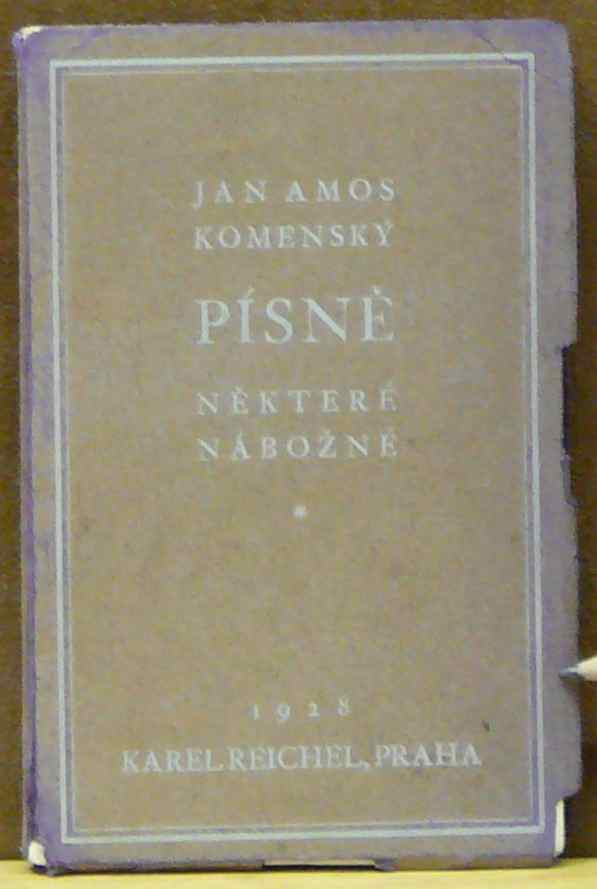 JAN AMOS
KOMENSKÝ
PÍSNĚ
NĚKTERÉ
NÁBOŽNÉ
*
1928
KAREL REICHEL, PRAHA